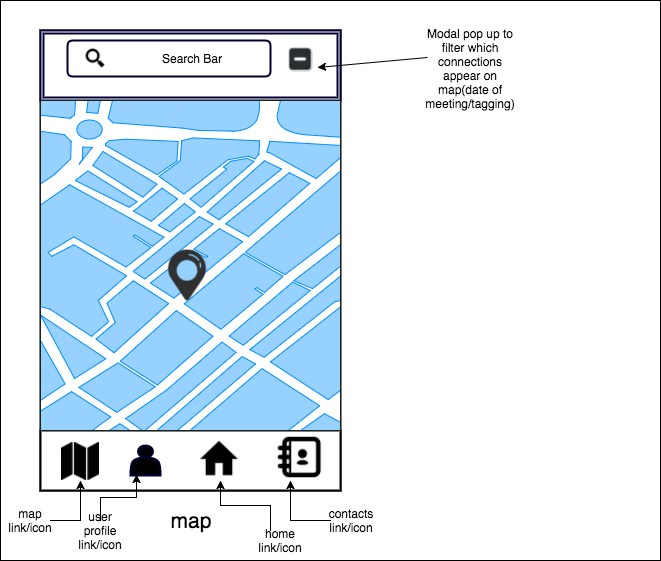 Modal pop up to
filter which
connections
appear on
map(date of
meeting/tagging)
Search Bar
map
link/icon
user
profile
link/icon
map
home
link/icon
contacts
link/icon